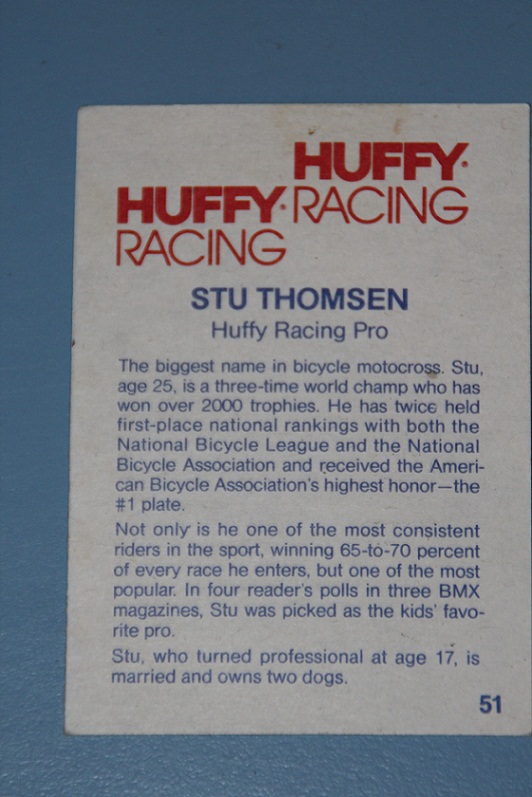 HUFFY.
RACING
HUFFY.
RACING
STU THOMSEN
Huffy Racing Pro
The biggest name in bicycle motocross. Stu,
age 25, is a three-time world champ who has
won over 2000 trophies. He has twice held
first-place national rankings with both the
National Bicycle League and the National
Bicycle Association and received the Ameri-
can Bicycle Association's highest honor—the
#1 plate.
Not only is he one of the most consistent
riders in the sport, winning 65-to-70 percent
of every race he enters, but one of the most
popular. In four reader's polls in three BMX
magazines, Stu was picked as the kids' favo-
rite pro.
Stu, who turned professional at age 17, is
married and owns two dogs.
51